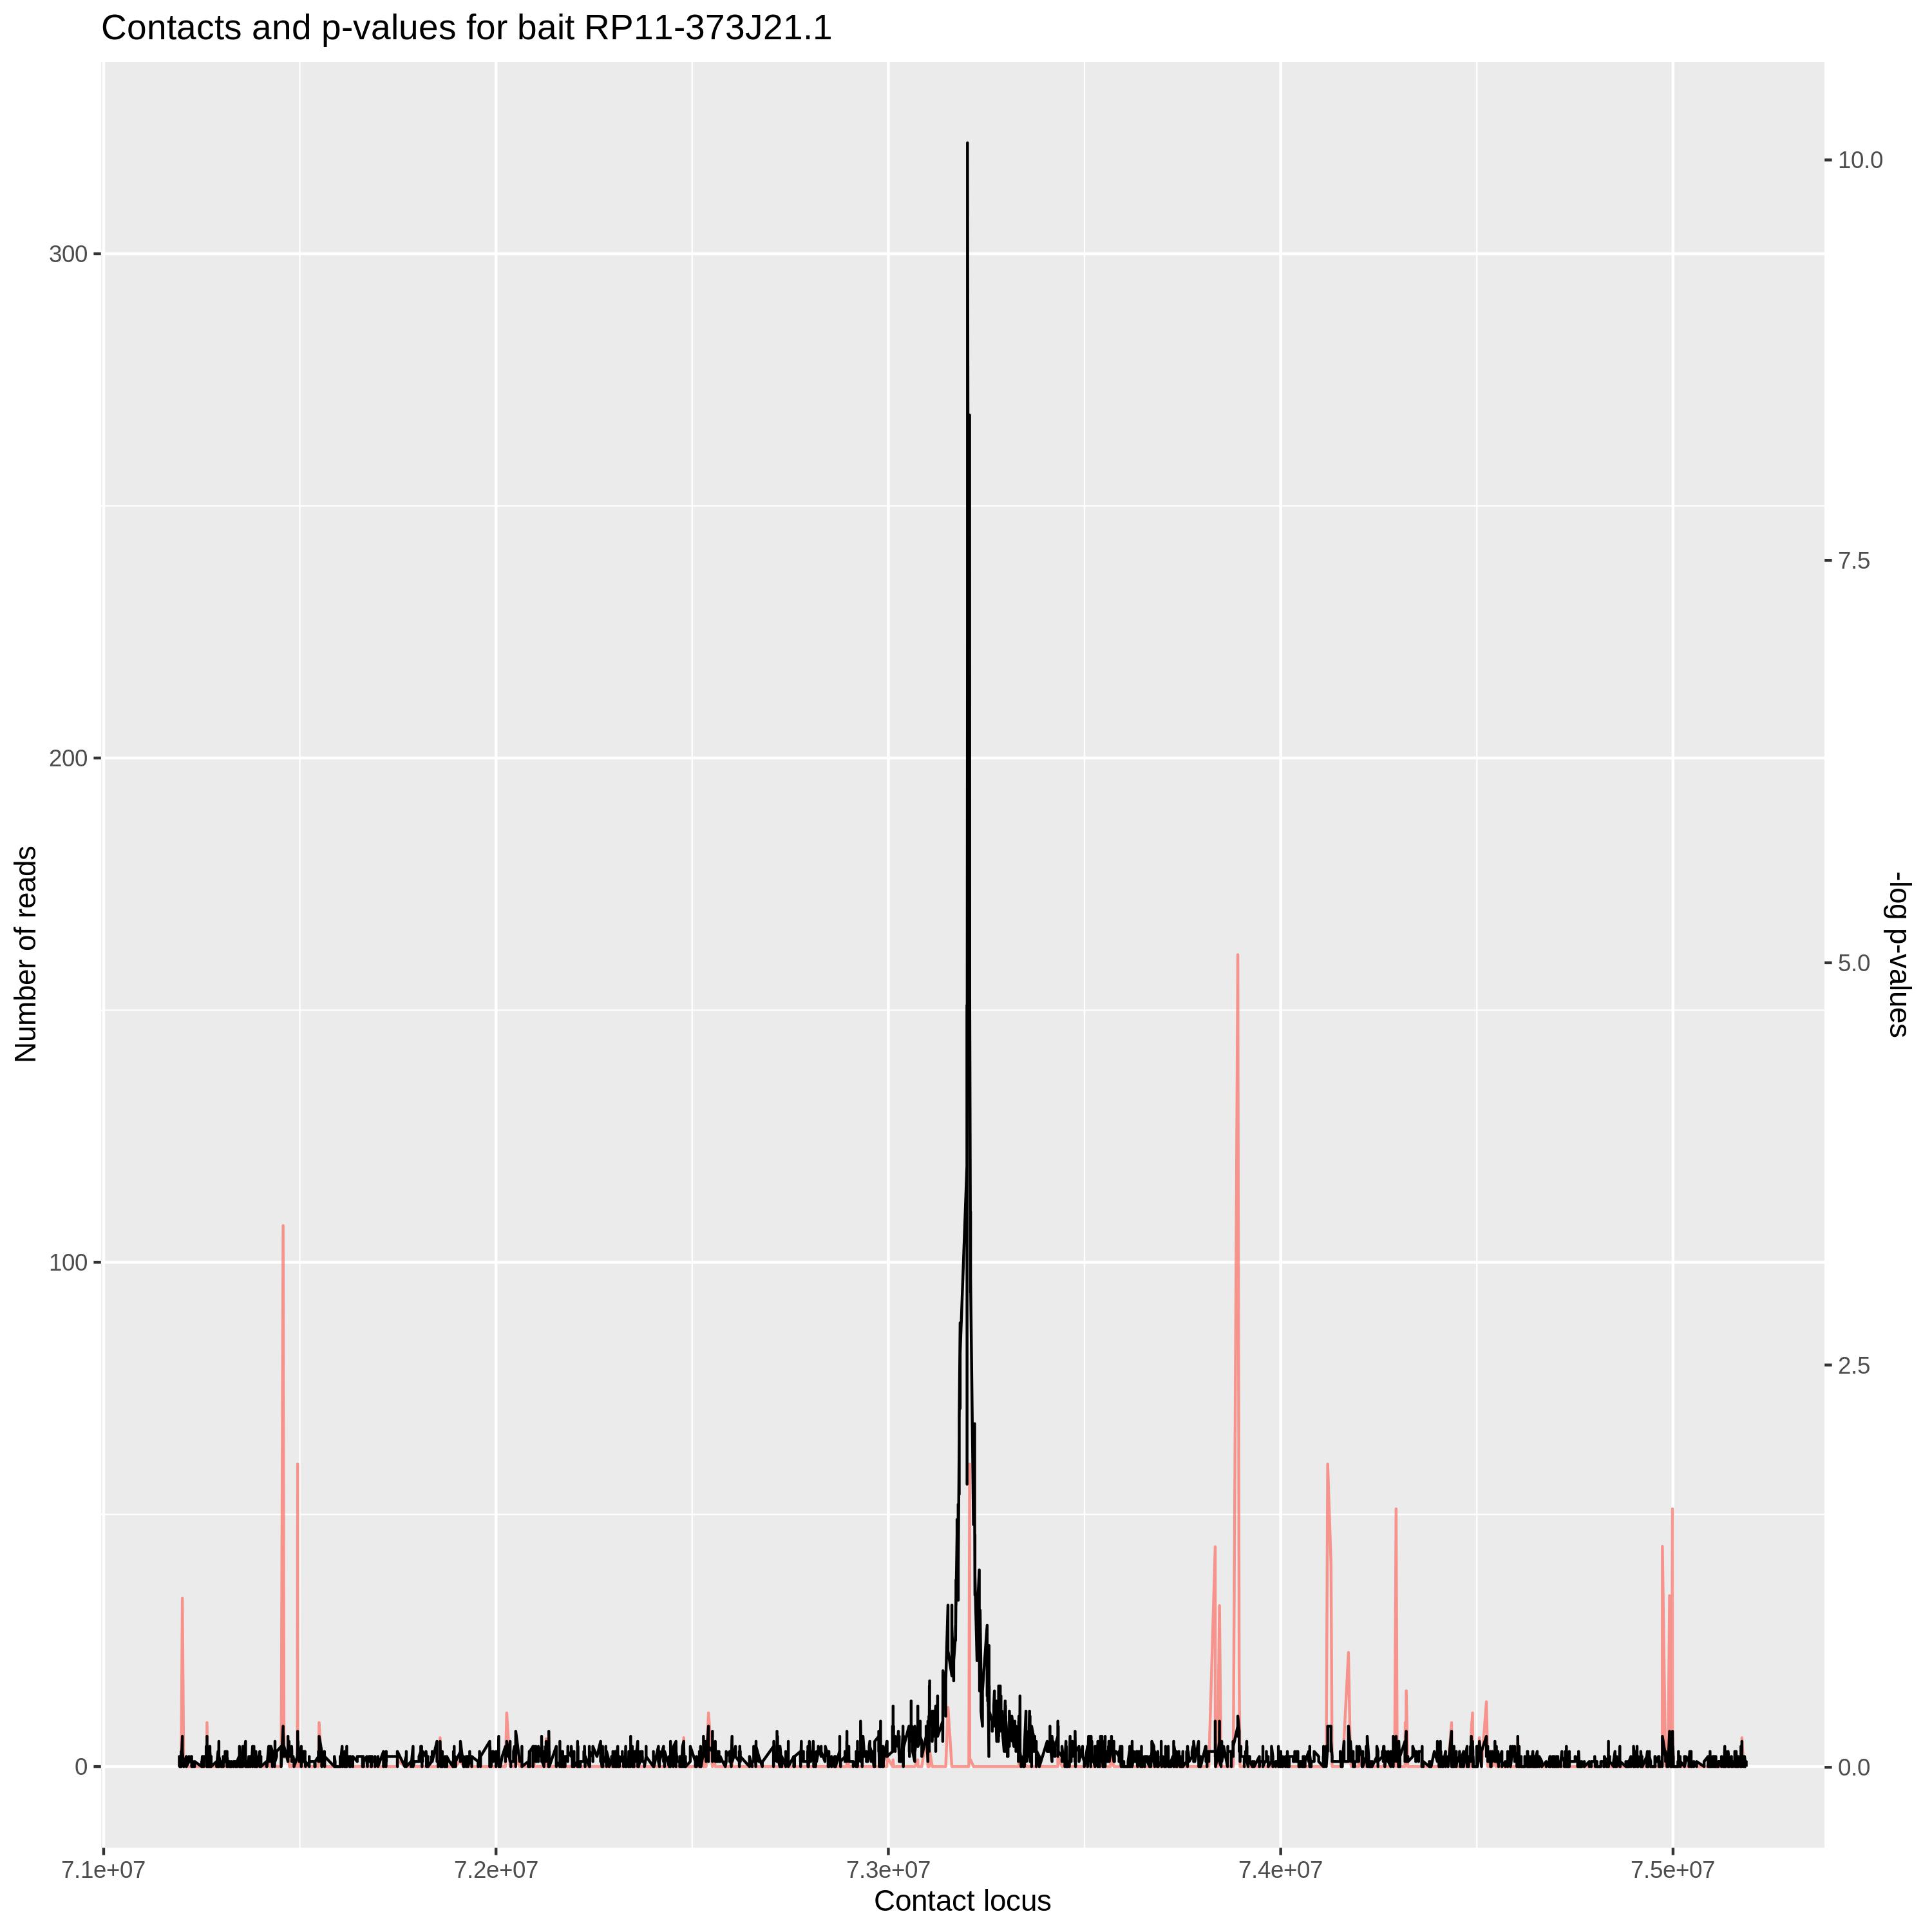 Contacts and p-values for bait RP11-373J21.1
Number of reads
300
200
100
0
10.0
7.5
5.0
2.5
0.0
-log p-values
7.1e+07 7.2e+07 7.3e+07 7.4e+07 7.5e+07
Contact locus